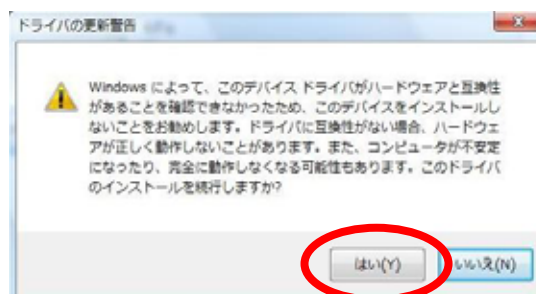 ドライバの更新警告
Windows によって、このデバイス ドライバがハードウェアと互換性
があることを確認できなかったため、このデバイスをインストールし
ないことをお勧めします。ドライバに互換性がない場合、ハードウェ
アが正しく動作しないことがあります。また、コンピュータが不安定
になったり、完全に動作しなくなる可能性もあります。このドライバ
のインストールを続行しますか?
はい(Y) いいえ(N)